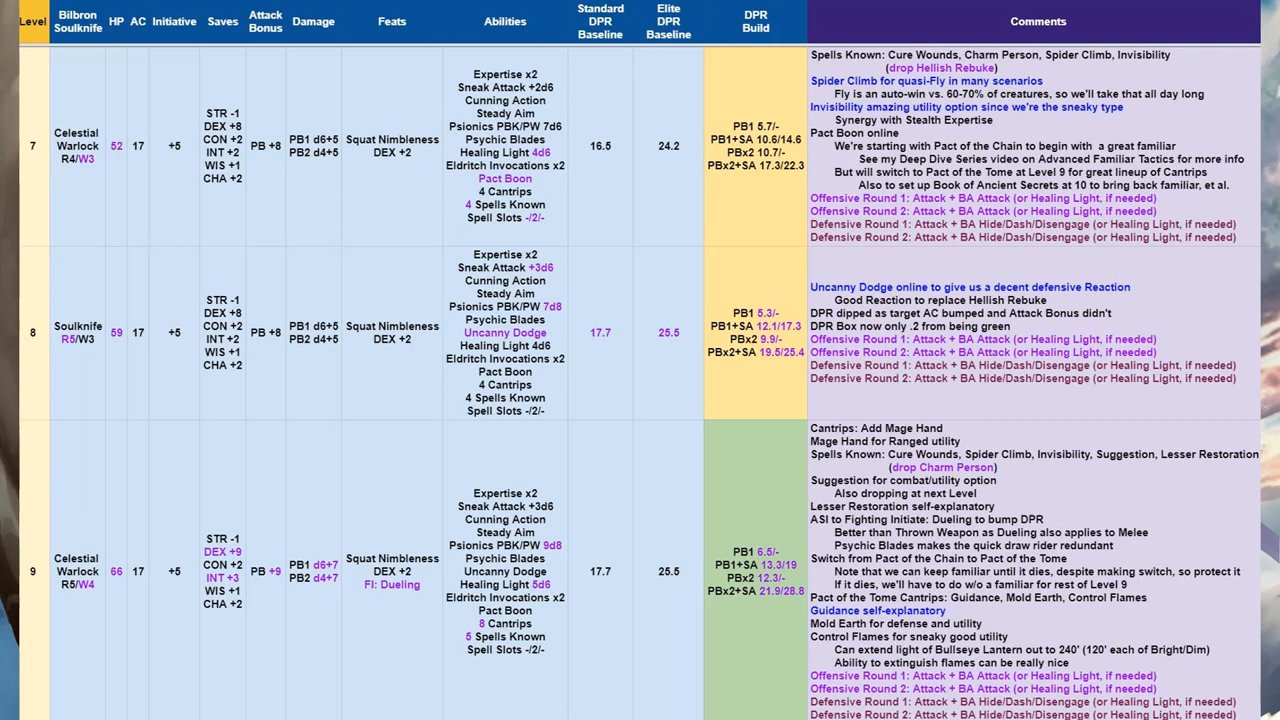 Level
Bilbron
Soulknife
HP
AC
Initiative
Saves
Attack
Bonus
Damage
Feats
Abilities
Standard
DPR
Baseline
Elite
DPR
Baseline
DPR
Build
Comments
7
Celestial
Warlock
R4/W3
52
17
+5
STR -1
DEX +8
CON +2
INT +2
WIS +1
CHA +2
PB +8
PB1 d6+5
PB2 d4+5
Squat Nimbleness
DEX +2
Expertise x2
Sneak Attack +2d6
Cunning Action
Steady Aim
Psionics PBK/PW 7d6
Psychic Blades
Healing Light 4d6
Eldritch Invocations x2
Pact Boon
4 Cantrips
4 Spells Known
Spell Slots -/2/-
16.5
24.2
PB1 5.7/-
PB1+SA 10.6/14.6
PBx2 10.7/-
PBx2+SA 17.3/22.3
Spells Known: Cure Wounds, Charm Person, Spider Climb, Invisibility
(drop Hellish Rebuke)
Spider Climb for quasi-Fly in many scenarios
Fly is an auto-win vs. 60-70% of creatures, so we'll take that all day long
Invisibility amazing utility option since we're the sneaky type
Synergy with Stealth Expertise
Pact Boon online
We're starting with Pact of the Chain to begin with a great familiar
See my Deep Dive Series video on Advanced Familiar Tactics for more info
But will switch to Pact of the Tome at Level 9 for great lineup of Cantrips
Also to set up Book of Ancient Secrets at 10 to bring back familiar, et al.
Offensive Round 1: Attack + BA Attack (or Healing Light, if needed)
Offensive Round 2: Attack + BA Attack (or Healing Light, if needed)
Defensive Round 1: Attack + BA Hide/Dash/Disengage (or Healing Light, if needed)
Defensive Round 2: Attack + BA Hide/Dash/Disengage (or Healing Light, if needed)
8
Soulknife
R5/W3
59
17
+5
STR -1
DEX +8
CON +2
INT +2
WIS +1
CHA +2
PB +8
PB1 d6+5
PB2 d4+5
Squat Nimbleness
DEX +2
Expertise x2
Sneak Attack +3d6
Cunning Action
Steady Aim
Psionics PBK/PW 7d8
Psychic Blades
Uncanny Dodge
Healing Light 4d6
Eldritch Invocations x2
Pact Boon
4 Cantrips
4 Spells Known
Spell Slots -/2/-
17.7
25.5
PB1 5.3/-
PB1+SA 12.1/17.3
PBx2 9.9/-
PBx2+SA 19.5/25.4
Uncanny Dodge online to give us a decent defensive Reaction
Good Reaction to replace Hellish Rebuke
DPR dipped as target AC bumped and Attack Bonus didn't
DPR Box now only .2 from being green
Offensive Round 1: Attack + BA Attack (or Healing Light, if needed)
Offensive Round 2: Attack + BA Attack (or Healing Light, if needed)
Defensive Round 1: Attack + BA Hide/Dash/Disengage (or Healing Light, if needed)
Defensive Round 2: Attack + BA Hide/Dash/Disengage (or Healing Light, if needed)
9
Celestial
Warlock
R5/W4
66
17
+5
STR -1
DEX +9
CON +2
INT +3
WIS +1
CHA +2
PB +9
PB1 d6+7
PB2 d4+7
Squat Nimbleness
DEX +2
FI: Dueling
Expertise x2
Sneak Attack +3d6
Cunning Action
Steady Aim
Psionics PBK/PW 9d8
Psychic Blades
Uncanny Dodge
Healing Light 5d6
Eldritch Invocations x2
Pact Boon
8 Cantrips
5 Spells Known
Spell Slots -/2/-
17.7
25.5
PB1 6.5/-
PB1+SA 13.3/19
PBx2 12.3/-
PBx2+SA 21.9/28.8
Cantrips: Add Mage Hand
Mage Hand for Ranged utility
Spells Known: Cure Wounds, Spider Climb, Invisibility, Suggestion, Lesser Restoration
(drop Charm Person)
Suggestion for combat/utility option
Also dropping at next Level
Lesser Restoration self-explanatory
ASI to Fighting Initiate: Dueling to bump DPR
Better than Thrown Weapon as Dueling also applies to Melee
Psychic Blades makes the quick draw rider redundant
Switch from Pact of the Chain to Pact of the Tome
Note that we can keep familiar until it dies, despite making switch, so protect it
If it dies, we'll have to do w/o a familiar for rest of Level 9
Pact of the Tome Cantrips: Guidance, Mold Earth, Control Flames
Guidance self-explanatory
Mold Earth for defense and utility
Control Flames for sneaky good utility
Can extend light of Bullseye Lantern out to 240' (120' each of Bright/Dim)
Ability to extinguish flames can be really nice
Offensive Round 1: Attack + BA Attack (or Healing Light, if needed)
Offensive Round 2: Attack + BA Attack (or Healing Light, if needed)
Defensive Round 1: Attack + BA Hide/Dash/Disengage (or Healing Light, if needed)
Defensive Round 2: Attack + BA Hide/Dash/Disengage (or Healing Light, if needed)